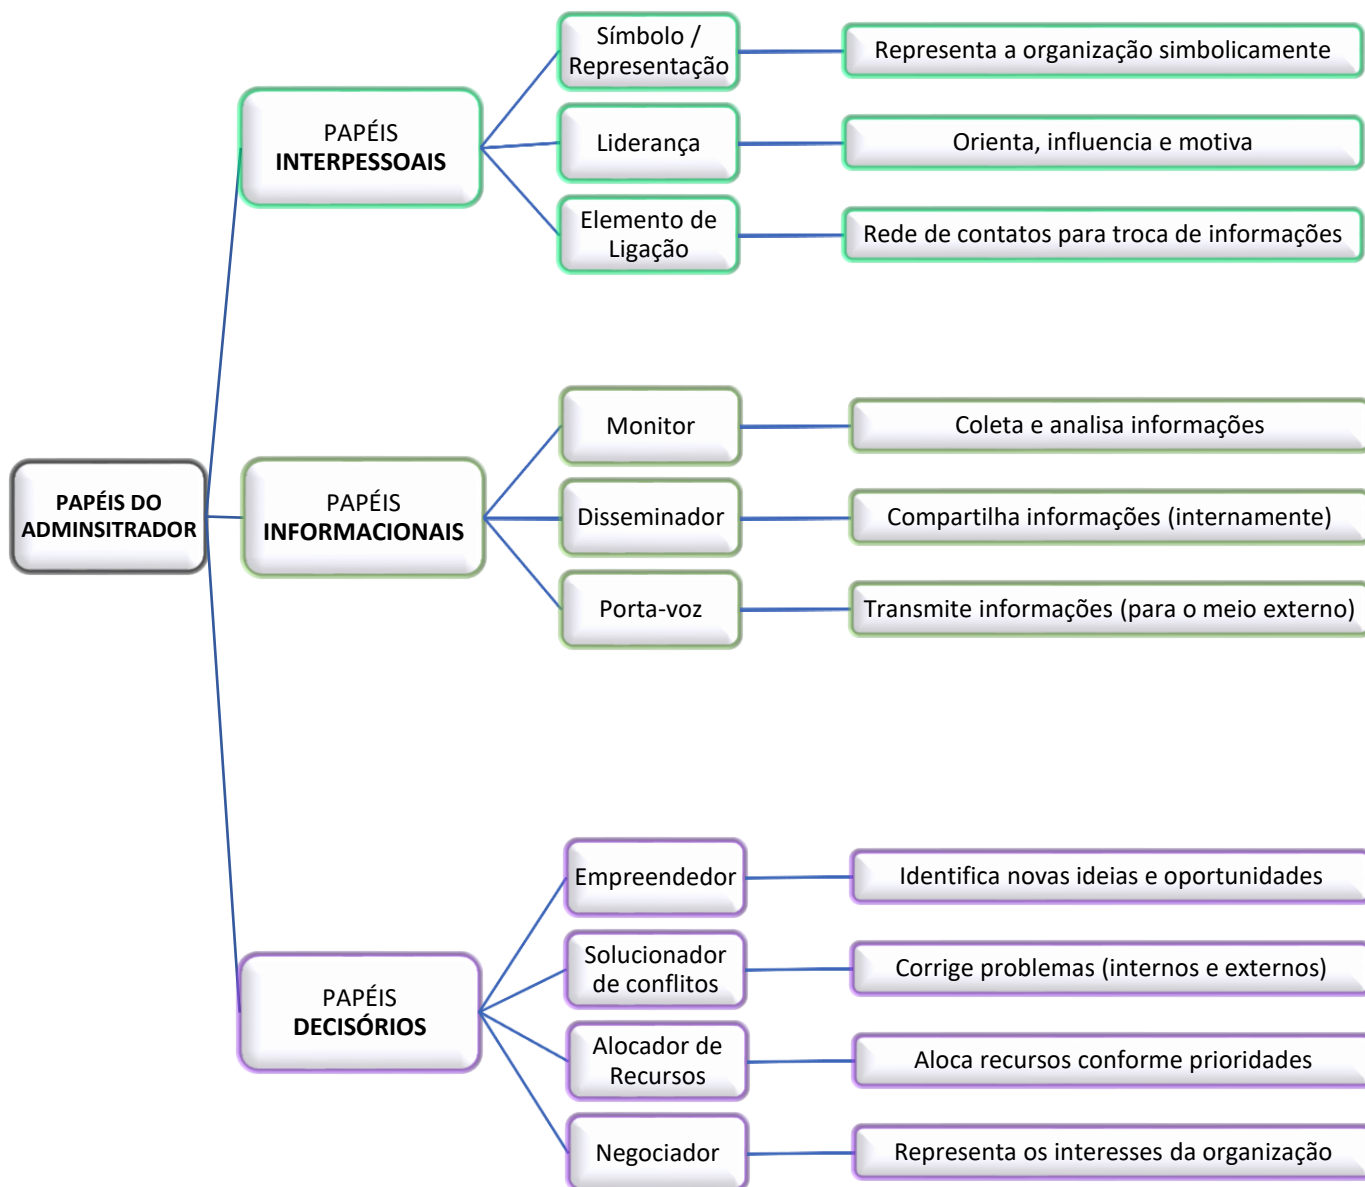 Símbolo /
Representação
Representa a organização simbolicamente
PAPÉIS
INTERPESSOAIS
Liderança
Orienta, influencia e motiva
Elemento de
Ligação
Rede de contatos para troca de informações
PAPÉIS DO
ADMINSITRADOR
PAPÉIS
INFORMACIONAIS
Monitor
Coleta e analisa informações
Disseminador
Compartilha informações (internamente)
Porta-voz
Transmite informações (para o meio externo)
PAPÉIS
DECISÓRIOS
Empreendedor
Identifica novas ideias e oportunidades
Solucionador
de conflitos
Corrige problemas (internos e externos)
Alocador de
Recursos
Aloca recursos conforme prioridades
Negociador
Representa os interesses da organização